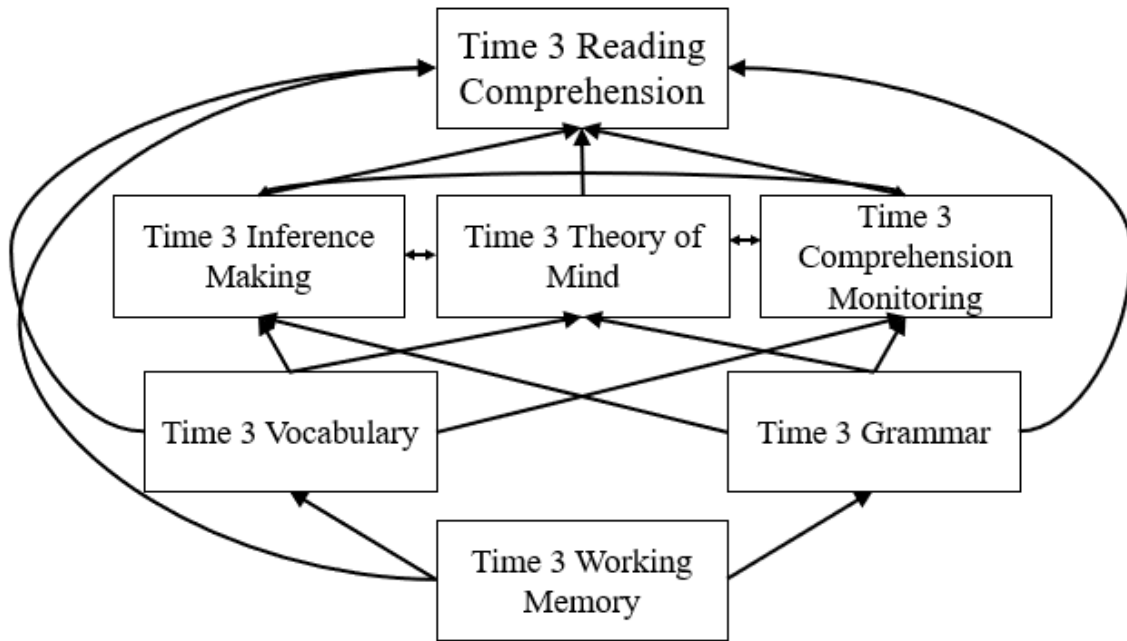 Time 3 Reading
Comprehension
Time 3 Inference
Making
Time 3 Theory of
Mind
Time 3
Comprehension
Monitoring
Time 3 Vocabulary
Time 3 Grammar
Time 3 Working
Memory